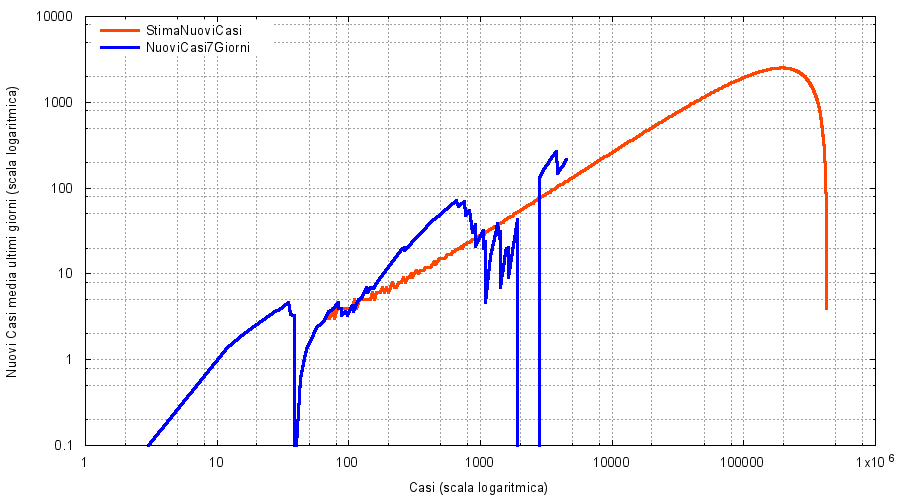 StimaNuoviCasi
NuoviCasi7Giorni
Nuovi Casi media ultimi giorni (scala logaritmica)
10000
1000
100
10
1
0.1
1 10 100 1000 10000 100000 1x10 6
Casi (scala logaritmica)